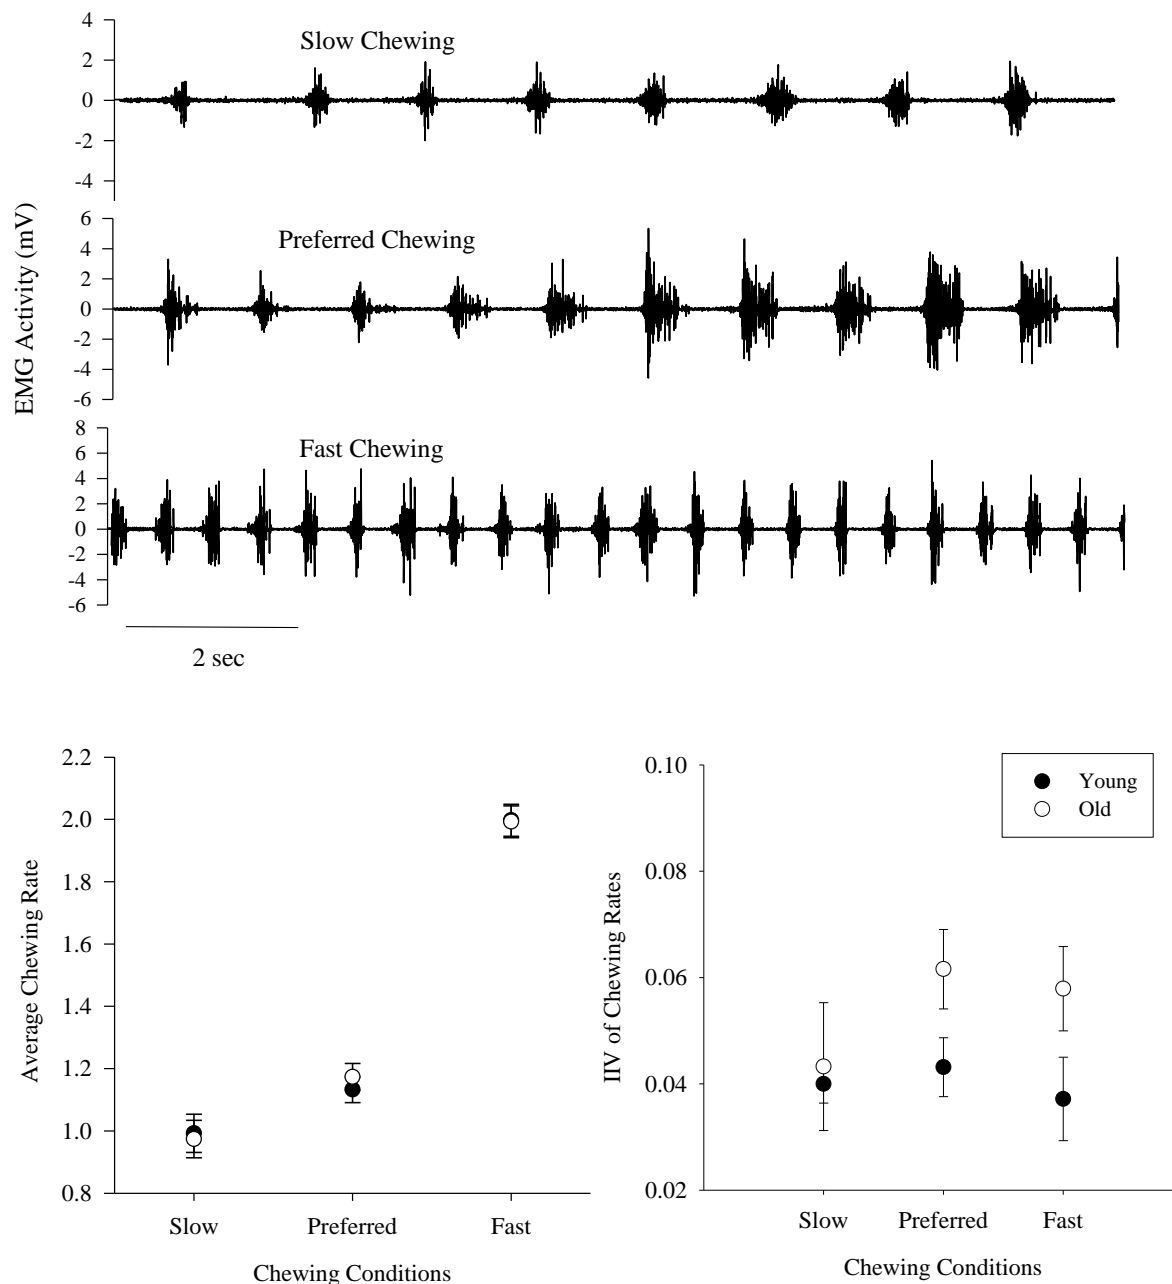 4
Slow Chewing
2
0
-2
-4
6
Preferred Chewing
4
2
0
-2
-4
-6
EMG Activity (mV)
8
Fast Chewing
6
4
2
0
-2
-4
-6
2 sec
2.2
2.0
1.8
1.6
1.4
1.2
1.0
0.8
Average Chewing Rate
Slow Preferred Fast
Chewing Conditions
0.10
0.08
0.06
0.04
0.02
IIV of Chewing Rates
Young
Old
Slow Preferred Fast
Chewing Conditions